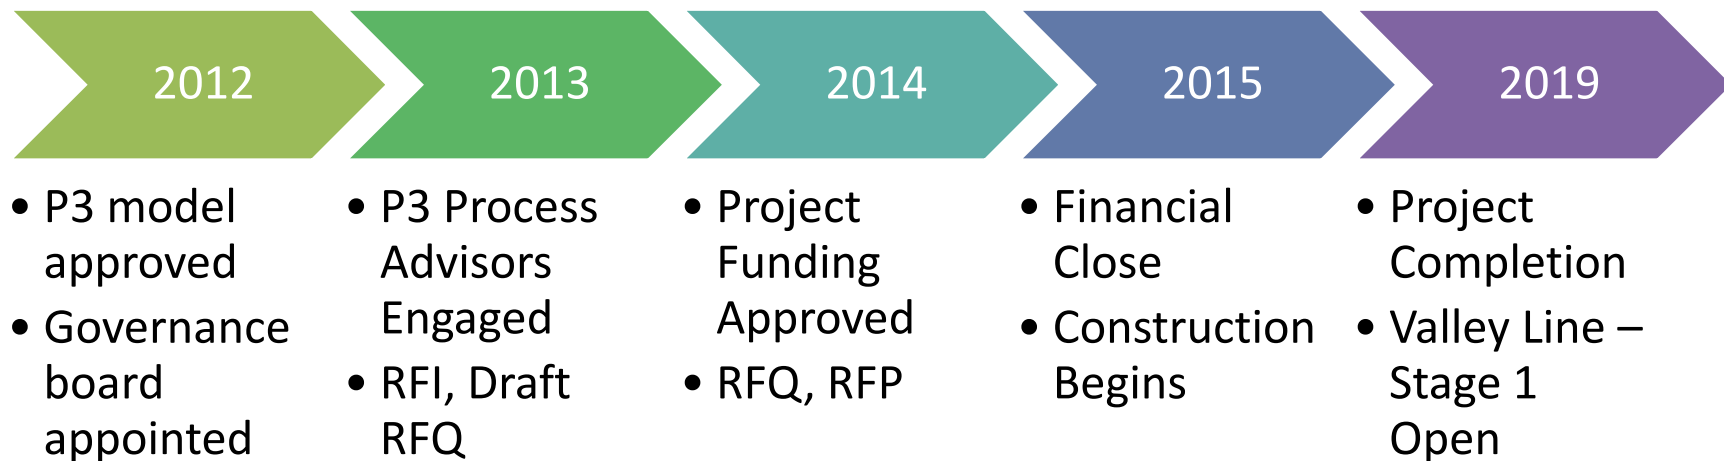 2012
2013
2014
2015
2019
• P3 model
approved
• Governance
board
appointed
• P3 Process
Advisors
Engaged
• RFI, Draft
RFQ
• Project
Funding
Approved
• RFQ, RFP
• Financial
Close
• Construction
Begins
• Project
Completion
• Valley Line –
Stage 1
Open